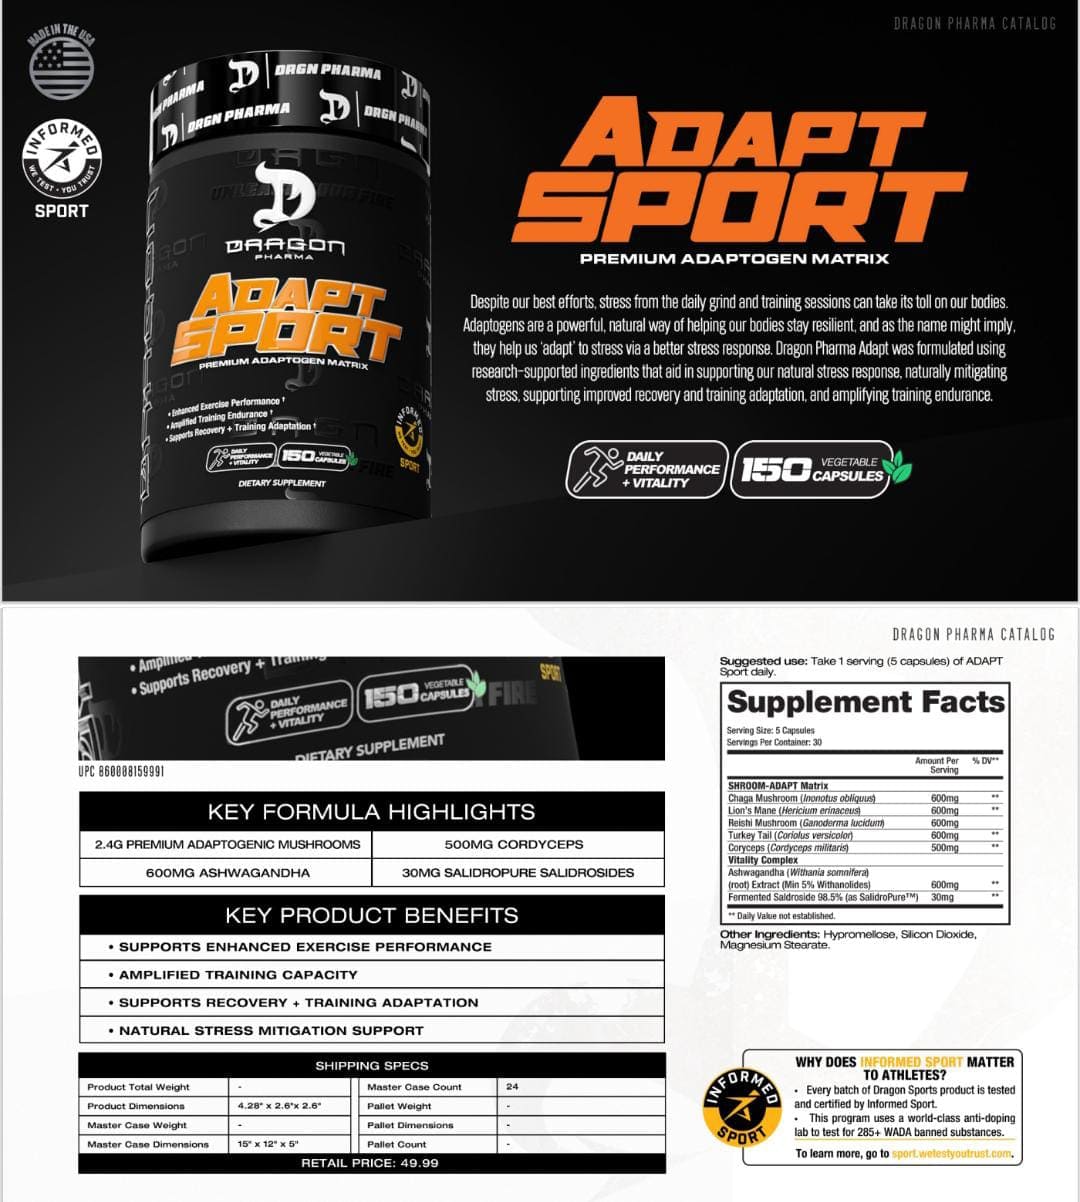 DRAGON PHARMA CATALOG
MADE IN THE USA
INFORMED
WE TEST • YOU TRUST
SPORT
DRGN PHARMA
DRGN PHARMA
DRAGON
PHARMA
ADAPT
SPORT
PREMIUM ADAPTOGEN MATRIX
• Enhanced Exercise Performance †
• Amplified Training Endurance †
• Supports Recovery + Training Adaptation †
DAILY
PERFORMANCE
+ VITALITY
150 VEGETABLE
CAPSULES
INFORMED
SPORT
DIETARY SUPPLEMENT
ADAPT
SPORT
PREMIUM ADAPTOGEN MATRIX
Despite our best efforts, stress from the daily grind and training sessions can take its toll on our bodies.
Adaptogens are a powerful, natural way of helping our bodies stay resilient, and as the name might imply,
they help us ‘adapt’ to stress via a better stress response. Dragon Pharma Adapt was formulated using
research-supported ingredients that aid in supporting our natural stress response, naturally mitigating
stress, supporting improved recovery and training adaptation, and amplifying training endurance.
DAILY
PERFORMANCE
+ VITALITY
150 VEGETABLE
CAPSULES
DRAGON PHARMA CATALOG
• Supports Recovery +
SPORT
DAILY
PERFORMANCE
+ VITALITY
150 VEGETABLE
CAPSULES
FIRE
DIETARY SUPPLEMENT
UPC 860008159991
KEY FORMULA HIGHLIGHTS
2.4G PREMIUM ADAPTOGENIC MUSHROOMS 500MG CORDYCEPS
600MG ASHWAGANDHA 30MG SALIDROPURE SALIDROSIDES
KEY PRODUCT BENEFITS
• SUPPORTS ENHANCED EXERCISE PERFORMANCE
• AMPLIFIED TRAINING CAPACITY
• SUPPORTS RECOVERY + TRAINING ADAPTATION
• NATURAL STRESS MITIGATION SUPPORT
SHIPPING SPECS
Product Total Weight - Master Case Count 24
Product Dimensions 4.28" x 2.6"x 2.6" Pallet Weight -
Master Case Weight - Pallet Dimensions -
Master Case Dimensions 15" x 12" x 5" Pallet Count -
RETAIL PRICE: 49.99
Suggested use: Take 1 serving (5 capsules) of ADAPT
Sport daily.
Supplement Facts
Serving Size: 5 Capsules
Servings Per Container: 30
Amount Per % DV**
Serving
SHROOM-ADAPT Matrix
Chaga Mushroom (Inonotus obliquus) 600mg **
Lion's Mane (Hericium erinaceus) 600mg **
Reishi Mushroom (Ganoderma lucidum) 600mg
Turkey Tail (Coriolus versicolor) 600mg **
Coryceps (Cordyceps militaris) 500mg **
Vitality Complex
Ashwagandha (Withania somnifera)
(root) Extract (Min 5% Withanolides) 600mg **
Fermented Saldroside 98.5% (as SalidroPure™) 30mg **
** Daily Value not established.
Other Ingredients: Hypromellose, Silicon Dioxide,
Magnesium Stearate.
INFORMED
SPORT
WHY DOES INFORMED SPORT MATTER
TO ATHLETES?
• Every batch of Dragon Sports product is tested
and certified by Informed Sport.
• This program uses a world-class anti-doping
lab to test for 285+ WADA banned substances.
To learn more, go to sport.wetestyoutrust.com.